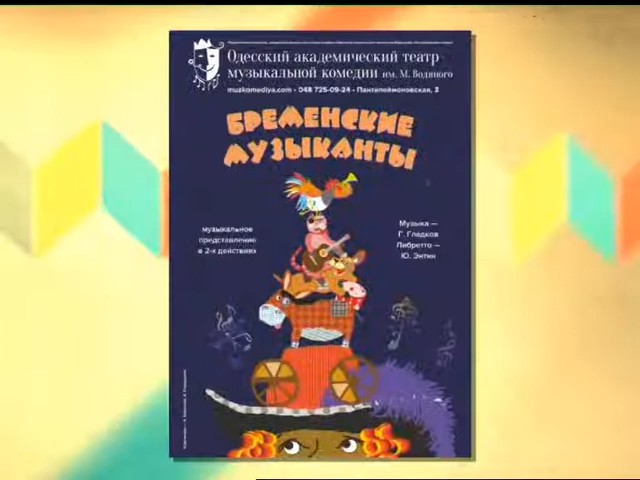 Одесский академический театр
музыкальной комедии им. М. Водяного
muzkomediya.com • 048 725-09-24 • Пантелеймоновская, 3
БРЕМЕНСКИЕ
МУЗЫКАНТЫ
музыкальное
представление
в 2-х действиях
Музыка —
Г. Гладков
Либретто —
Ю. Энтин